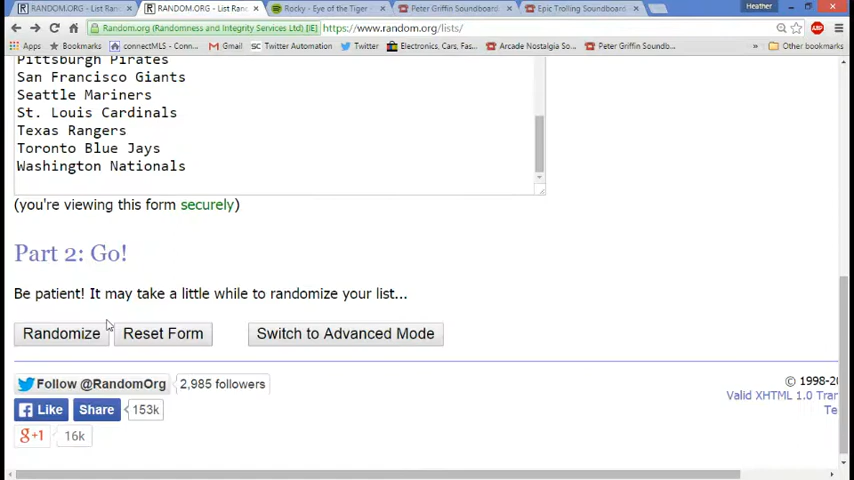 RANDOM.ORG - List Ran
RANDOM.ORG - List Ran
Rocky - Eye of the Tiger -
Peter Griffin Soundboard
Epic Trolling Soundboard
Heather
Random.org (Randomness and Integrity Services Ltd) [IE]
https://www.random.org/lists/
Apps
Bookmarks
connectMLS - Conn...
Gmail
SC Twitter Automation
Twitter
Electronics, Cars, F...
Arcade Nostalgia So...
Peter Griffin Soundb...
»
Other bookmarks
Pittsburgh Pirates
San Francisco Giants
Seattle Mariners
St. Louis Cardinals
Texas Rangers
Toronto Blue Jays
Washington Nationals
(you're viewing this form securely)
Part 2: Go!
Be patient! It may take a little while to randomize your list...
Randomize Reset Form Switch to Advanced Mode
Follow @RandomOrg 2,985 followers
© 1998-20
Like Share 153k
Valid XHTML 1.0 Tran
Te
g+1 16k